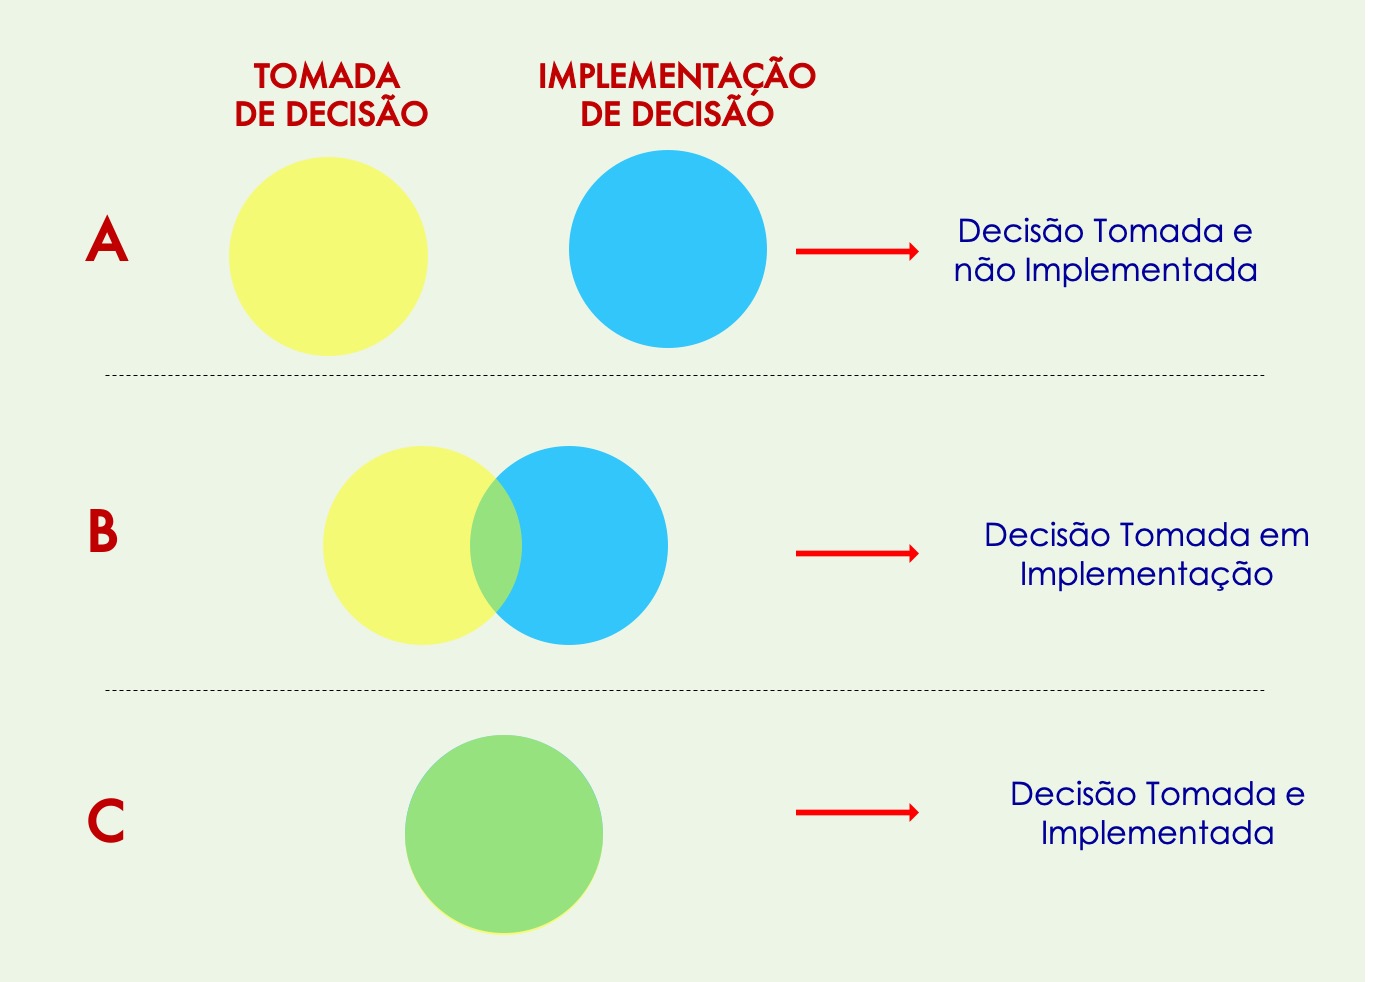 TOMADA
DE DECISÃO
IMPLEMENTAÇÃO
DE DECISÃO
A
Decisão Tomada e
não Implementada
B
Decisão Tomada em
Implementação
C
Decisão Tomada e
Implementada